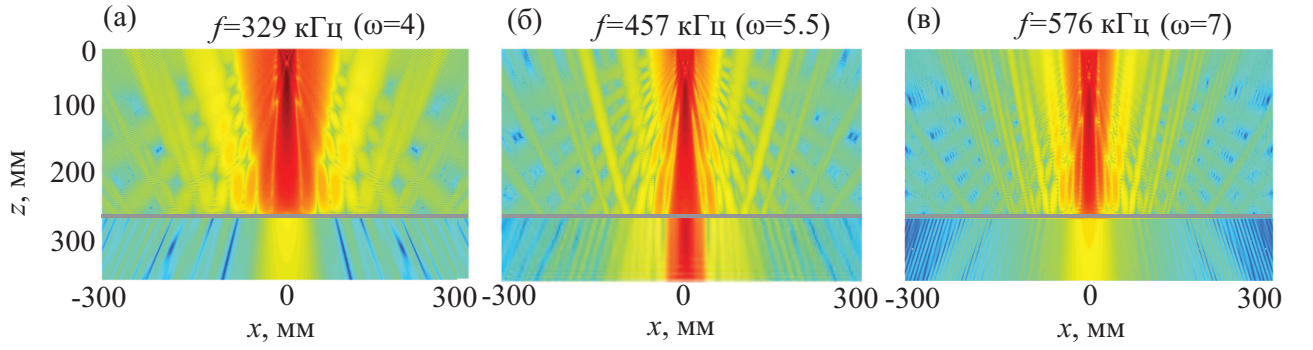 (а)
f=329 кГц (ω=4)
(б)
f=457 кГц (ω=5.5)
(в)
f=576 кГц (ω=7)
0
100
200
300
z, мм
-300 0 300
-300 0 300
-300 0 300
x, мм
x, мм
x, мм